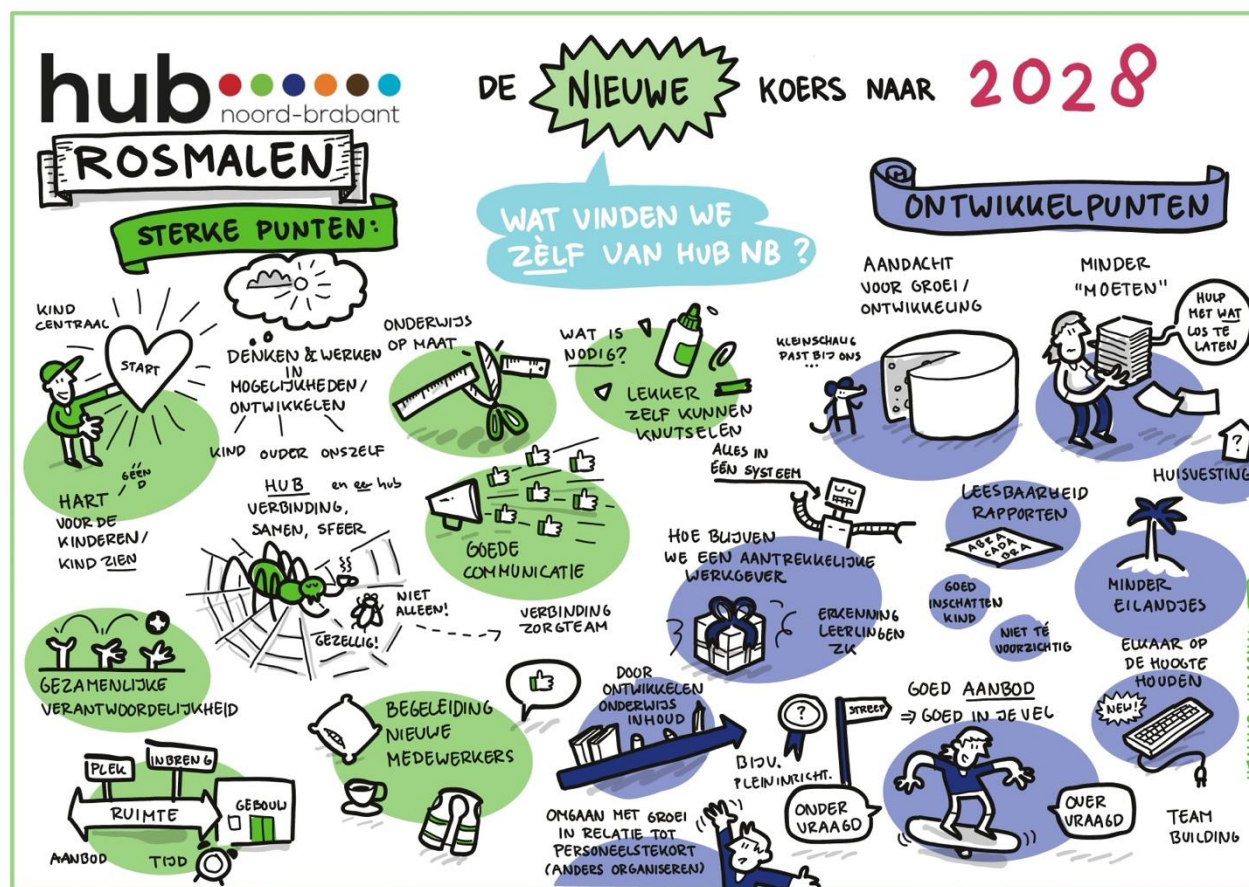 hub
noord-brabant
ROSMALEN
DE NIEUWE KOERS NAAR 2028
WAT VINDEN WE
ZÈLF VAN HUB NB ?
STERKE PUNTEN:
KIND
CENTRAAL
START
HART / GÉÉN D
VOOR DE
KINDEREN/
KIND ZIEN
DENKEN & WERKEN
IN
MOGELIJKHEDEN/
ONTWIKKELEN
KIND OUDER ONSZELF
HUB en hub
VERBINDING,
SAMEN, SFEER
NIET
ALLEEN!
GEZELLIG!
VERBINDING
ZORGTEAM
ONDERWIJS
OP MAAT
WAT IS
NODIG?
LEKKER
ZELF KUNNEN
KNUTSELEN
GOEDE
COMMUNICATIE
GEZAMENLIJKE
VERANTWOORDELIJKHEID
PLEK
INBRENG
RUIMTE
GEBOUW
AANBOD
TIJD
BEGELEIDING
NIEUWE
MEDEWERKERS
ONTWIKKELPUNTEN
AANDACHT
VOOR GROEI /
ONTWIKKELING
KLEINSCHALIG
PAST BIJ ONS
...
MINDER
"MOETEN"
HULP
MET WAT
LOS TE
LATEN
?
HUISVESTING
ALLES IN
ÉÉN SYSTEEM
LEESBAARHEID
RAPPORTEN
ABRA
CADA
BRA
HOE BLIJVEN
WE EEN AANTREKKELIJKE
WERKGEVER
ERKENNING
LEERLINGEN
ZK
GOED
INSCHATTEN
KIND
NIET TÉ
VOORZICHTIG
MINDER
EILANDJES
DOOR
ONTWIKKELEN
ONDERWIJS
INHOUD
?
BIJV.
PLEININRICHT.
STREEP
GOED AANBOD
⇒ GOED IN JE VEL
ONDER
VRAAGD
OVER
VRAAGD
ELKAAR OP
DE HOOGTE
HOUDEN
NEW!
TEAM
BUILDING
OMGAAN MET GROEI
IN RELATIE TOT
PERSONEELSTEKORT
(ANDERS ORGANISEREN)